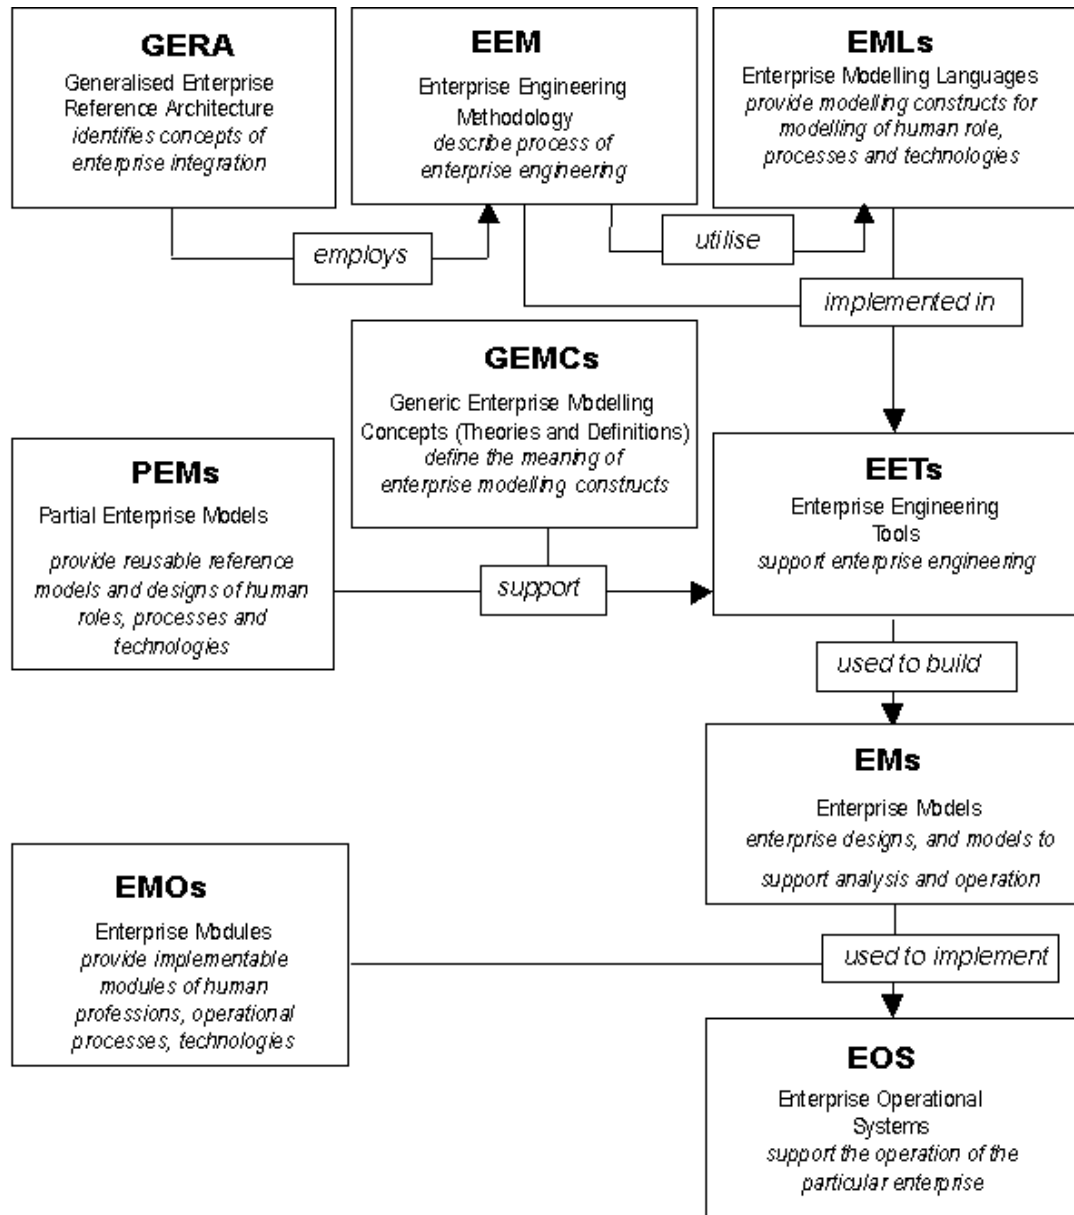 GERA
Generalised Enterprise
Reference Architecture
identifies concepts of
enterprise integration
EEM
Enterprise Engineering
Methodology
describe process of
enterprise engineering
EMLs
Enterprise Modelling Languages
provide modelling constructs for
modelling of human role,
processes and technologies
employs
utilise
implemented in
GEMCs
Generic Enterprise Modelling
Concepts (Theories and Definitions)
define the meaning of
enterprise modelling constructs
PEMs
Partial Enterprise Models
provide reusable reference
models and designs of human
roles, processes and
technologies
support
EETs
Enterprise Engineering
Tools
support enterprise engineering
used to build
EMs
Enterprise Models
enterprise designs, and models to
support analysis and operation
EMOs
Enterprise Modules
provide implementable
modules of human
professions, operational
processes, technologies
used to implement
EOS
Enterprise Operational
Systems
support the operation of the
particular enterprise